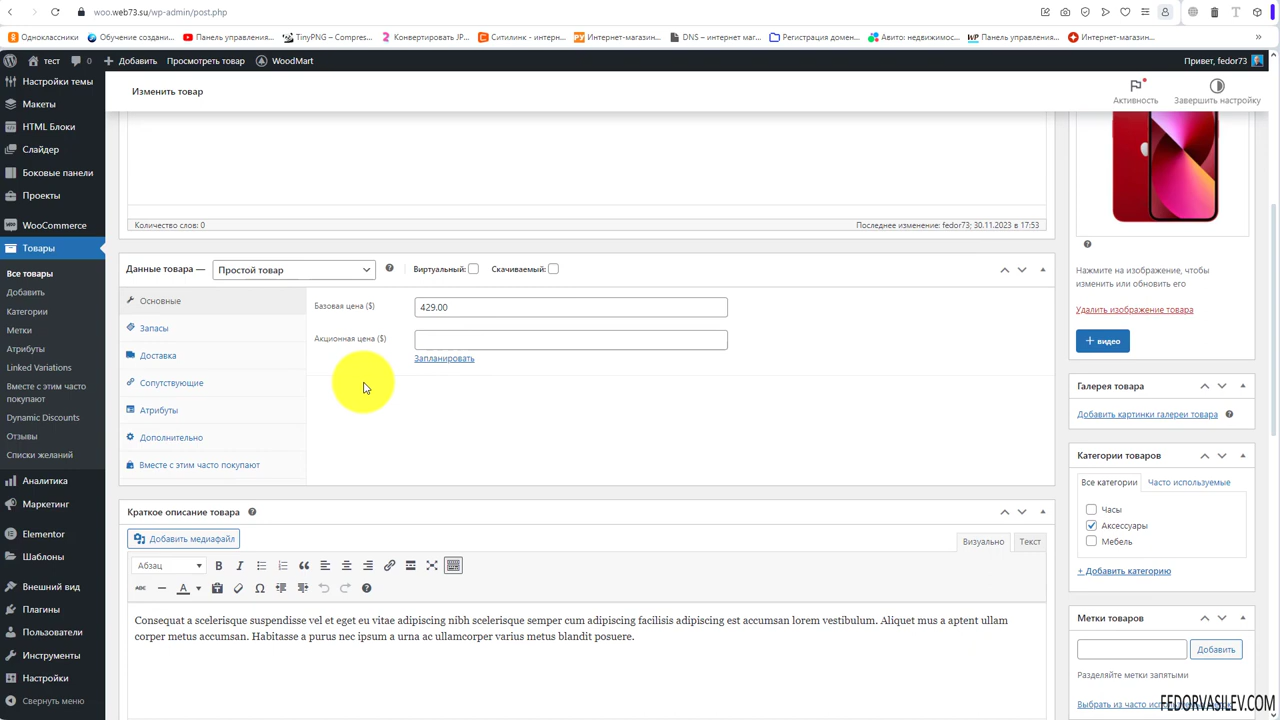 woo.web73.su/wp-admin/post.php
Одноклассники
Обучение создани...
Панель управления...
TinyPNG – Compres...
Конвертировать JP...
Ситилинк - интерн...
Интернет-магазин...
DNS – интернет маг...
Регистрация домен...
Авито: недвижимос...
Панель управления...
Интернет-магазин...
»
тест
0
Добавить
Просмотреть товар
WoodMart
Привет, fedor73
Настройки темы
Макеты
HTML Блоки
Слайдер
Боковые панели
Проекты
WooCommerce
Товары
Все товары
Добавить
Категории
Метки
Атрибуты
Linked Variations
Вместе с этим часто
покупают
Dynamic Discounts
Отзывы
Списки желаний
Аналитика
Маркетинг
Elementor
Шаблоны
Внешний вид
Плагины
Пользователи
Инструменты
Настройки
Свернуть меню
Изменить товар
Активность
Завершить настройку
Количество слов: 0
Последнее изменение: fedor73; 30.11.2023 в 17:53
Данные товара —
Простой товар
Виртуальный:
Скачиваемый:
Основные
Запасы
Доставка
Сопутствующие
Атрибуты
Дополнительно
Вместе с этим часто покупают
Базовая цена ($)
429.00
Акционная цена ($)
Запланировать
Краткое описание товара
Добавить медиафайл
Визуально
Текст
Абзац
Consequat a scelerisque suspendisse vel et eget eu vitae adipiscing nibh scelerisque semper cum adipiscing facilisis adipiscing est accumsan lorem vestibulum. Aliquet mus a aptent ullam
corper metus accumsan. Habitasse a purus nec ipsum a urna ac ullamcorper varius metus blandit posuere.
Нажмите на изображение, чтобы
изменить или обновить его
Удалить изображение товара
+ видео
Галерея товара
Добавить картинки галереи товара
Категории товаров
Все категории
Часто используемые
Часы
Аксессуары
Мебель
+ Добавить категорию
Метки товаров
Добавить
Разделяйте метки запятыми
Выбрать из часто
FEDORVASILEV.COM